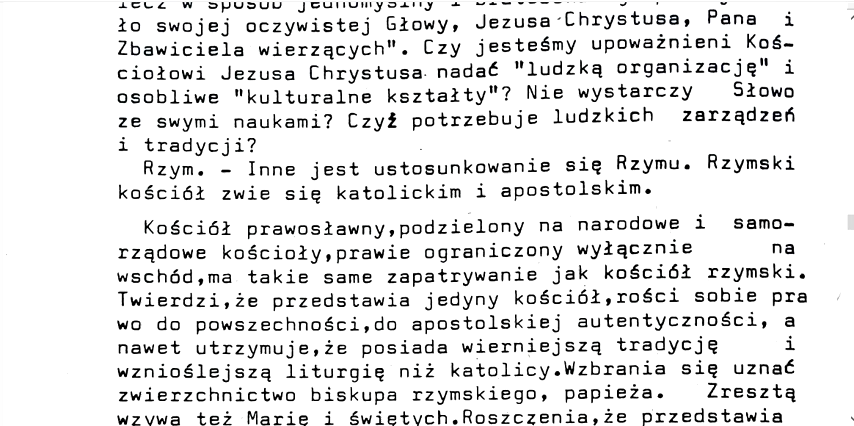 ło swojej oczywistej Głowy, Jezusa Chrystusa, Pana i
Zbawiciela wierzących". Czy jesteśmy upoważnieni Koś-
ciołowi Jezusa Chrystusa nadać "ludzką organizację" i
osobliwe "kulturalne kształty"? Nie wystarczy Słowo
ze swymi naukami? Czyż potrzebuje ludzkich zarządzeń
i tradycji?
Rzym. - Inne jest ustosunkowanie się Rzymu. Rzymski
kościół zwie się katolickim i apostolskim.
Kościół prawosławny,podzielony na narodowe i samo-
rządowe kościoły,prawie ograniczony wyłącznie na
wschód,ma takie same zapatrywanie jak kościół rzymski.
Twierdzi,że przedstawia jedyny kościół,rości sobie pra
wo do powszechności,do apostolskiej autentyczności, a
nawet utrzymuje,że posiada wierniejszą tradycję i
wznioślejszą liturgię niż katolicy.Wzbrania się uznać
zwierzchnictwo biskupa rzymskiego, papieża. Zresztą
wzywa też Marię i świętych.Roszczenia,że przedstawia